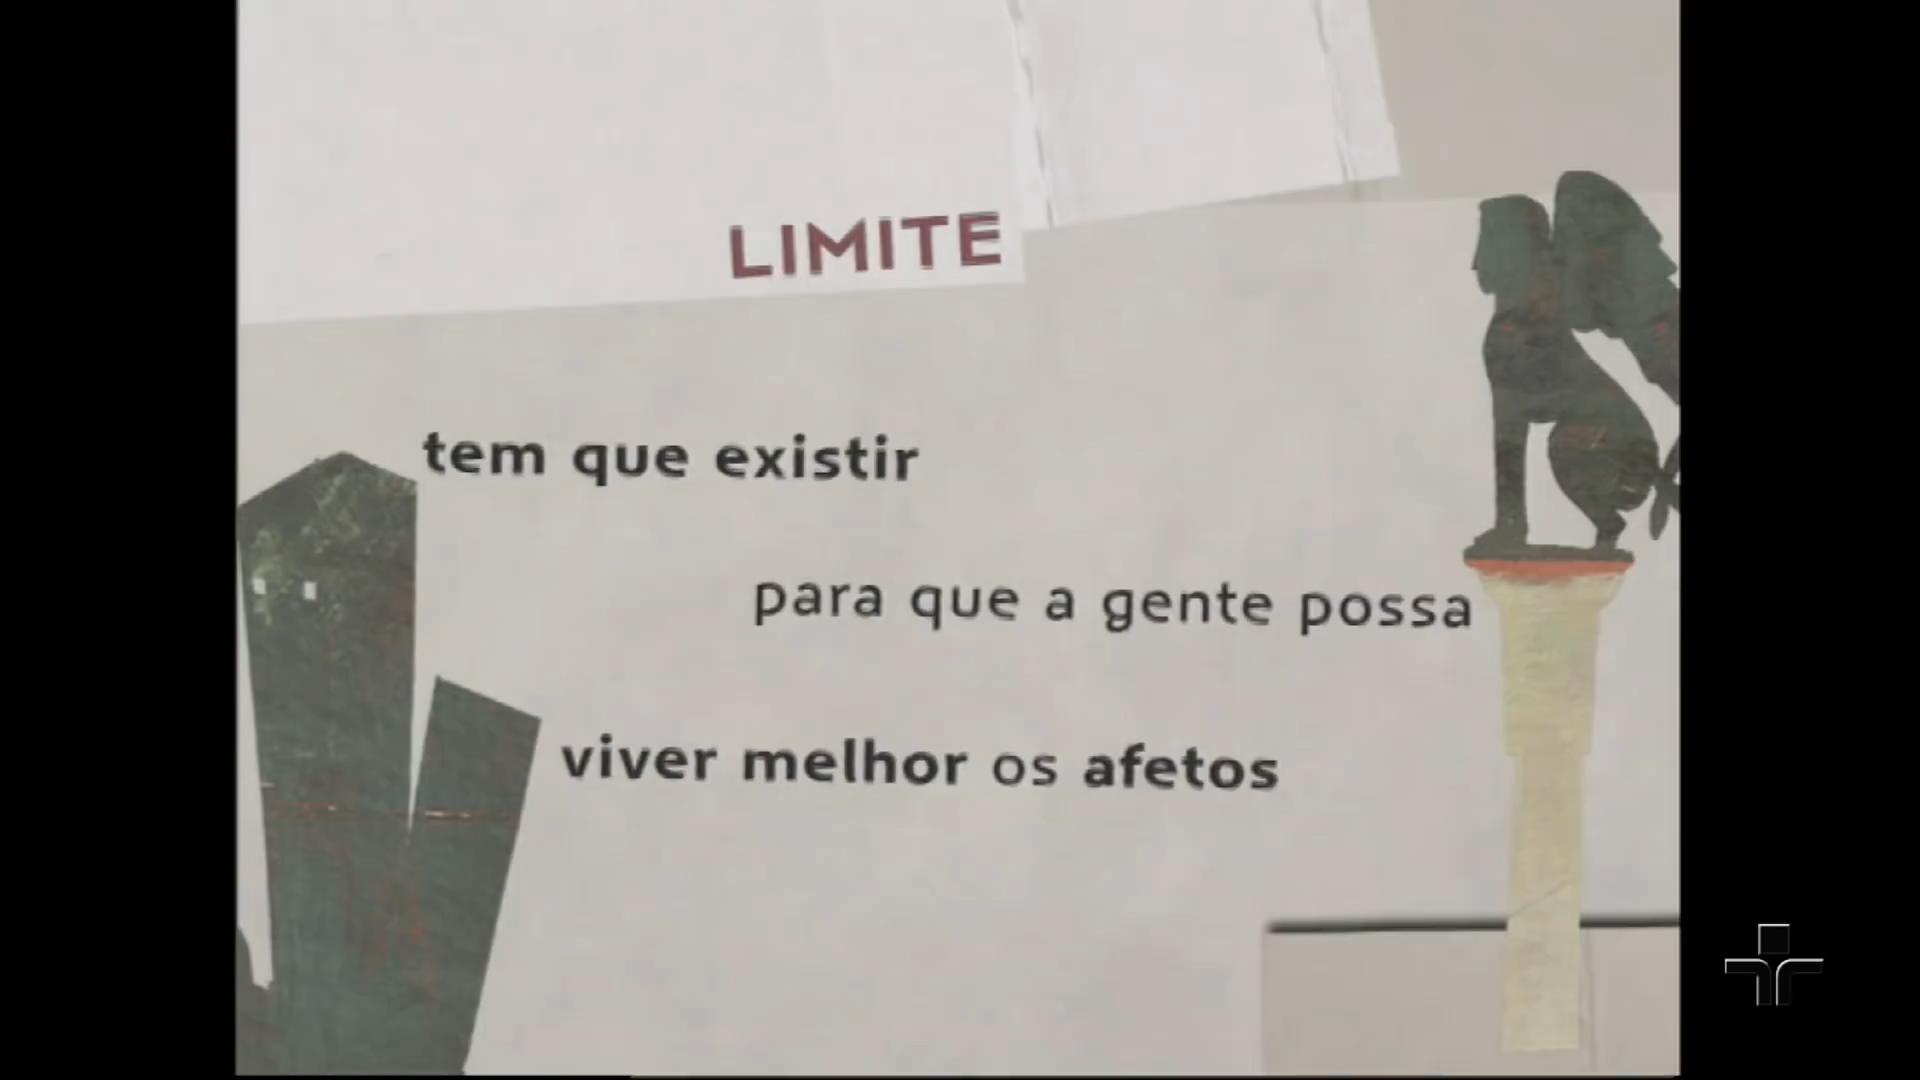 LIMITE
tem que existir
para que a gente possa
viver melhor os afetos